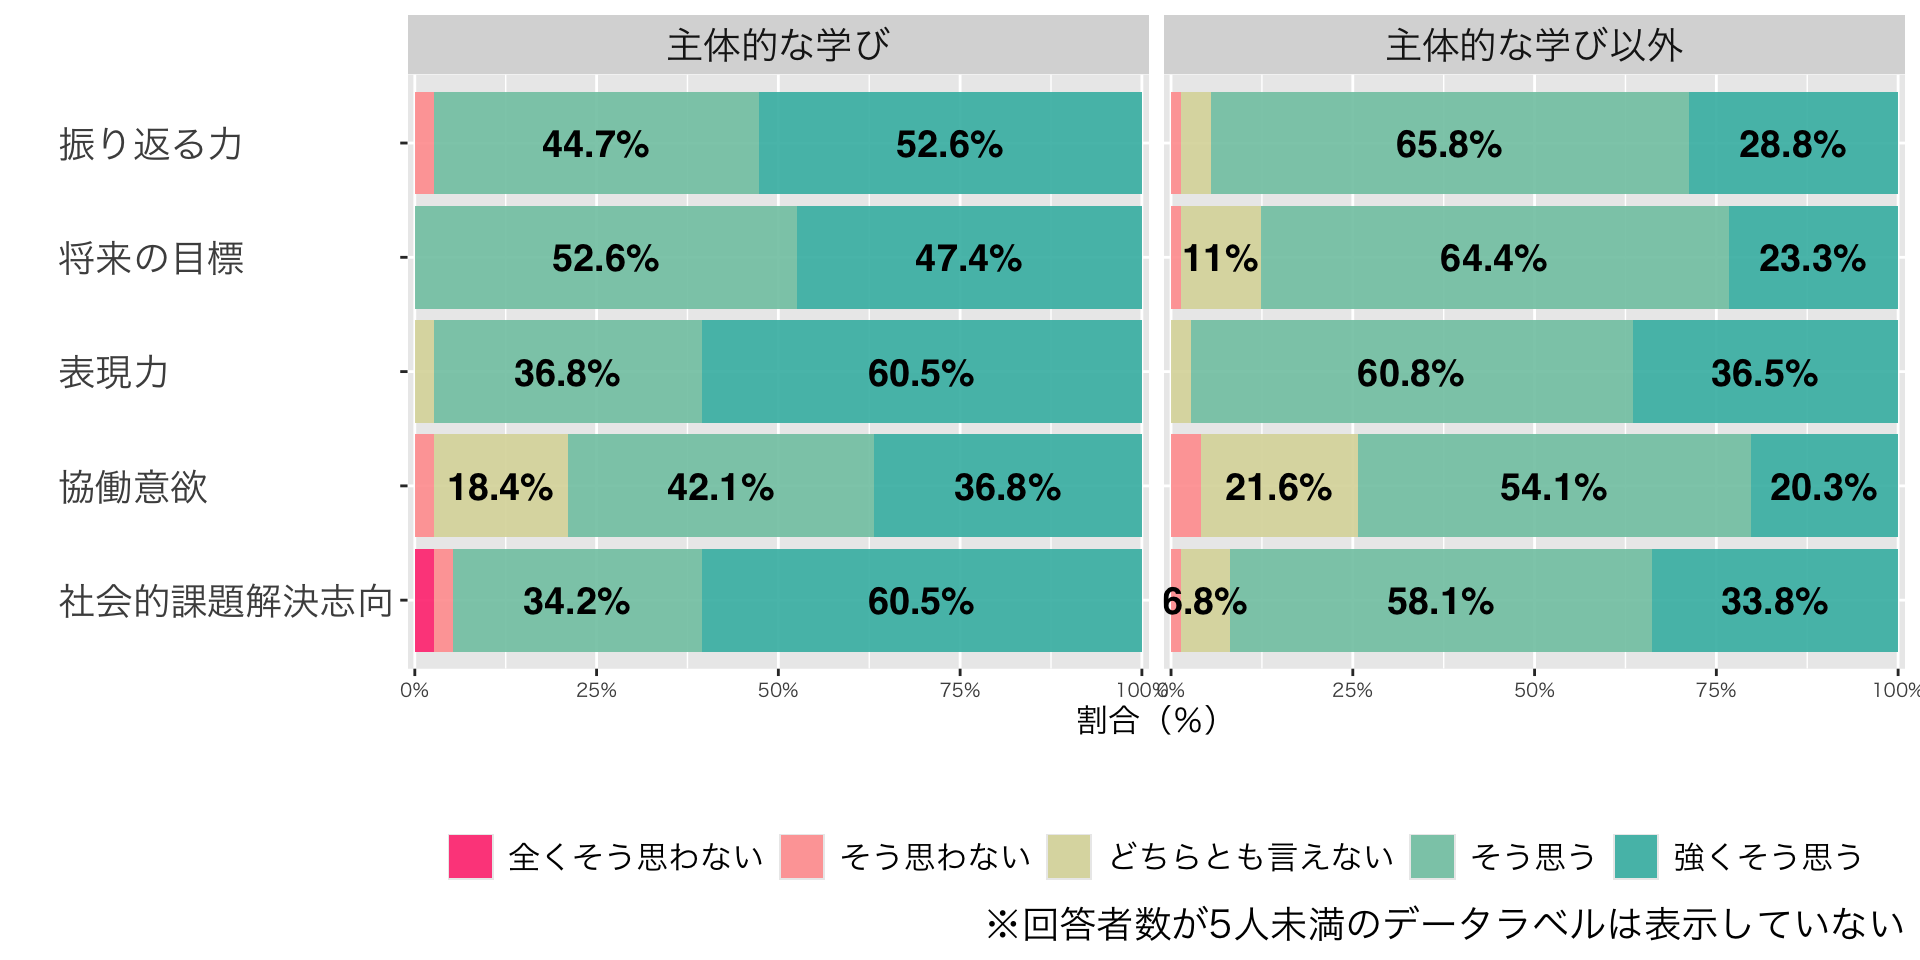 主体的な学び 主体的な学び以外
振り返る力 44.7% 52.6% 65.8% 28.8%
将来の目標 52.6% 47.4% 11% 64.4% 23.3%
表現力 36.8% 60.5% 60.8% 36.5%
協働意欲 18.4% 42.1% 36.8% 21.6% 54.1% 20.3%
社会的課題解決志向 34.2% 60.5% 6.8% 58.1% 33.8%
0% 25% 50% 75% 100% 0% 25% 50% 75% 100%
割合（%）
全くそう思わない そう思わない どちらとも言えない そう思う 強くそう思う
※回答者数が5人未満のデータラベルは表示していない